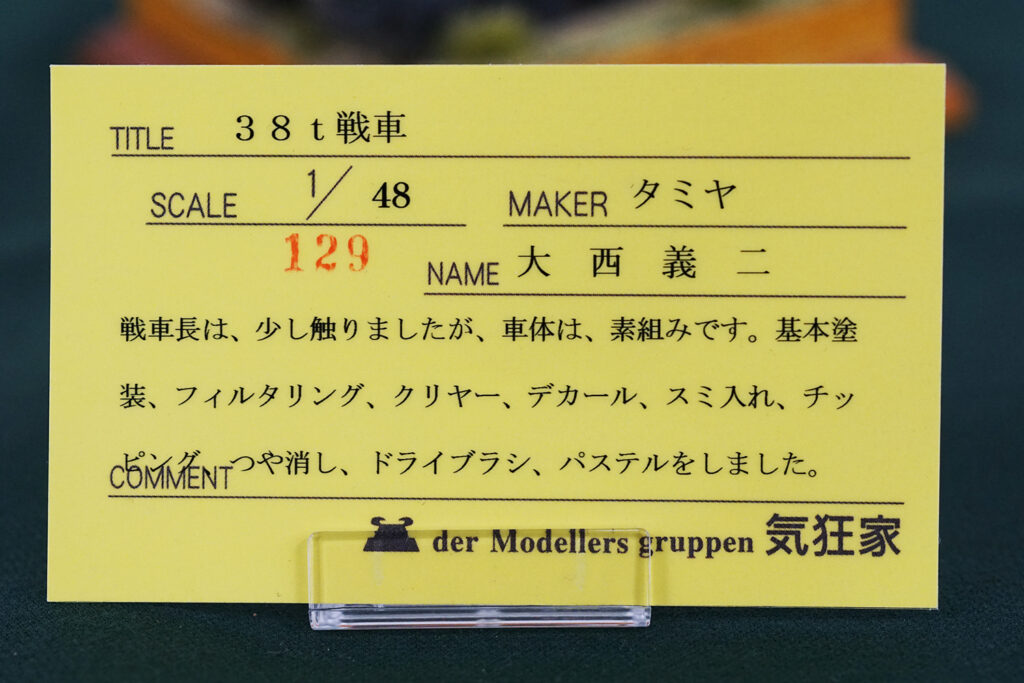 TITLE 38t戦車
SCALE 1/48 MAKER タミヤ
129
NAME 大西義二
戦車長は、少し触りましたが、車体は、素組みです。基本塗
装、フィルタリング、クリヤー、デカール、スミ入れ、チッ
ピング、つや消し、ドライブラシ、パステルをしました。
COMMENT
der Modellers gruppen 気狂家